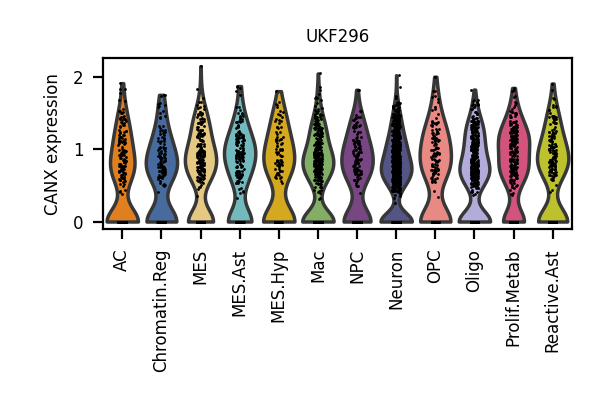 UKF296
CANX expression
2
1
0
AC
Chromatin.Reg
MES
MES.Ast
MES.Hyp
Mac
NPC
Neuron
OPC
Oligo
Prolif.Metab
Reactive.Ast